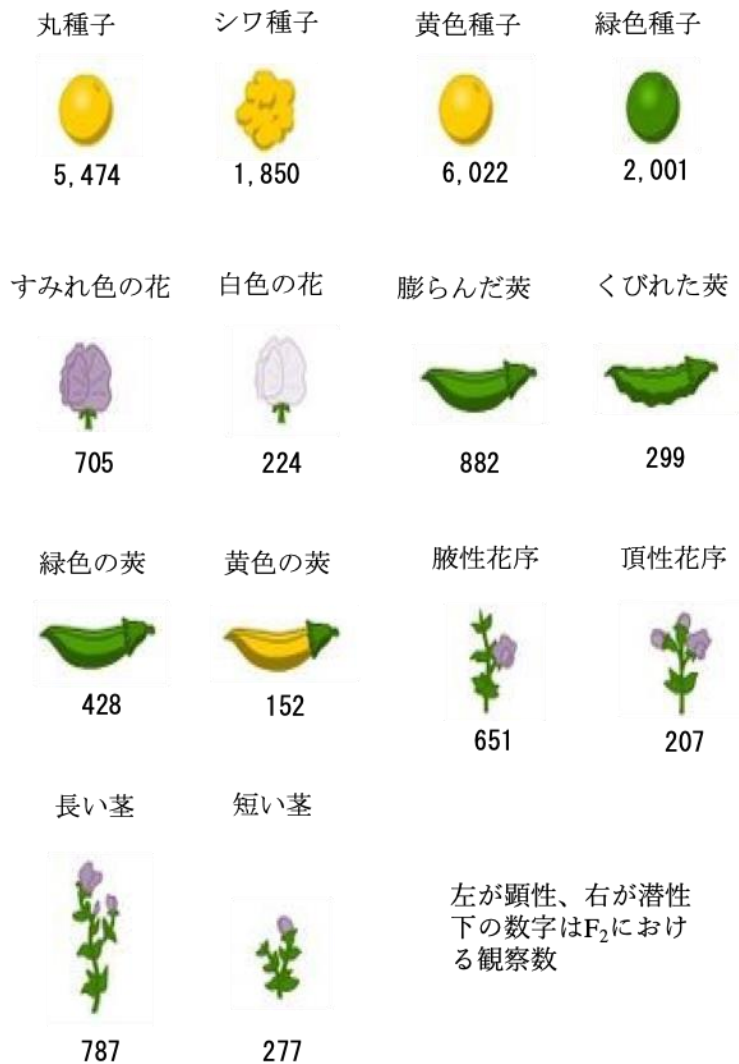 丸種子 シワ種子 黄色種子 緑色種子
5,474 1,850 6,022 2,001
すみれ色の花 白色の花 膨らんだ莢 くびれた莢
705 224 882 299
緑色の莢 黄色の莢 腋性花序 頂性花序
428 152 651 207
長い茎 短い茎
左が顕性、右が潜性
下の数字はF₂におけ
る観察数
787 277